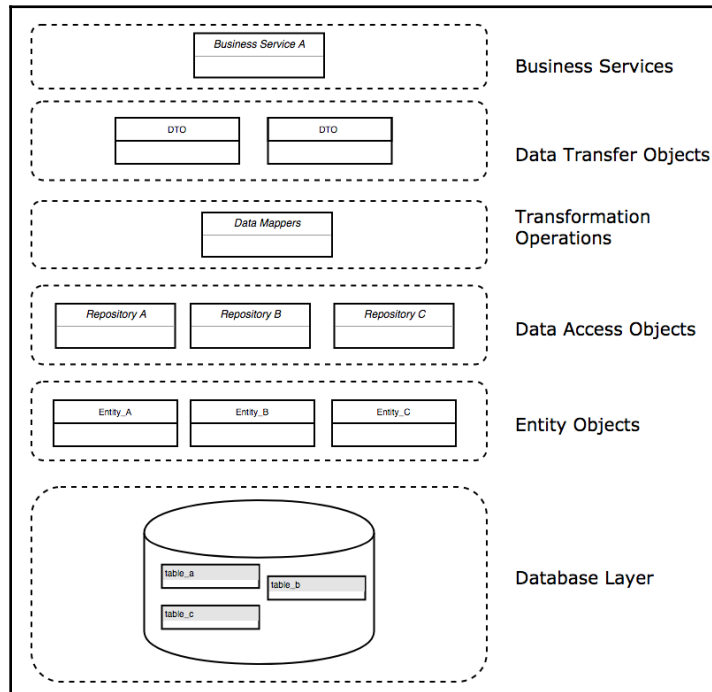 Business Service A
Business Services
DTO
DTO
Data Transfer Objects
Data Mappers
Transformation
Operations
Repository A
Repository B
Repository C
Data Access Objects
Entity_A
Entity_B
Entity_C
Entity Objects
table_a
table_b
table_c
Database Layer